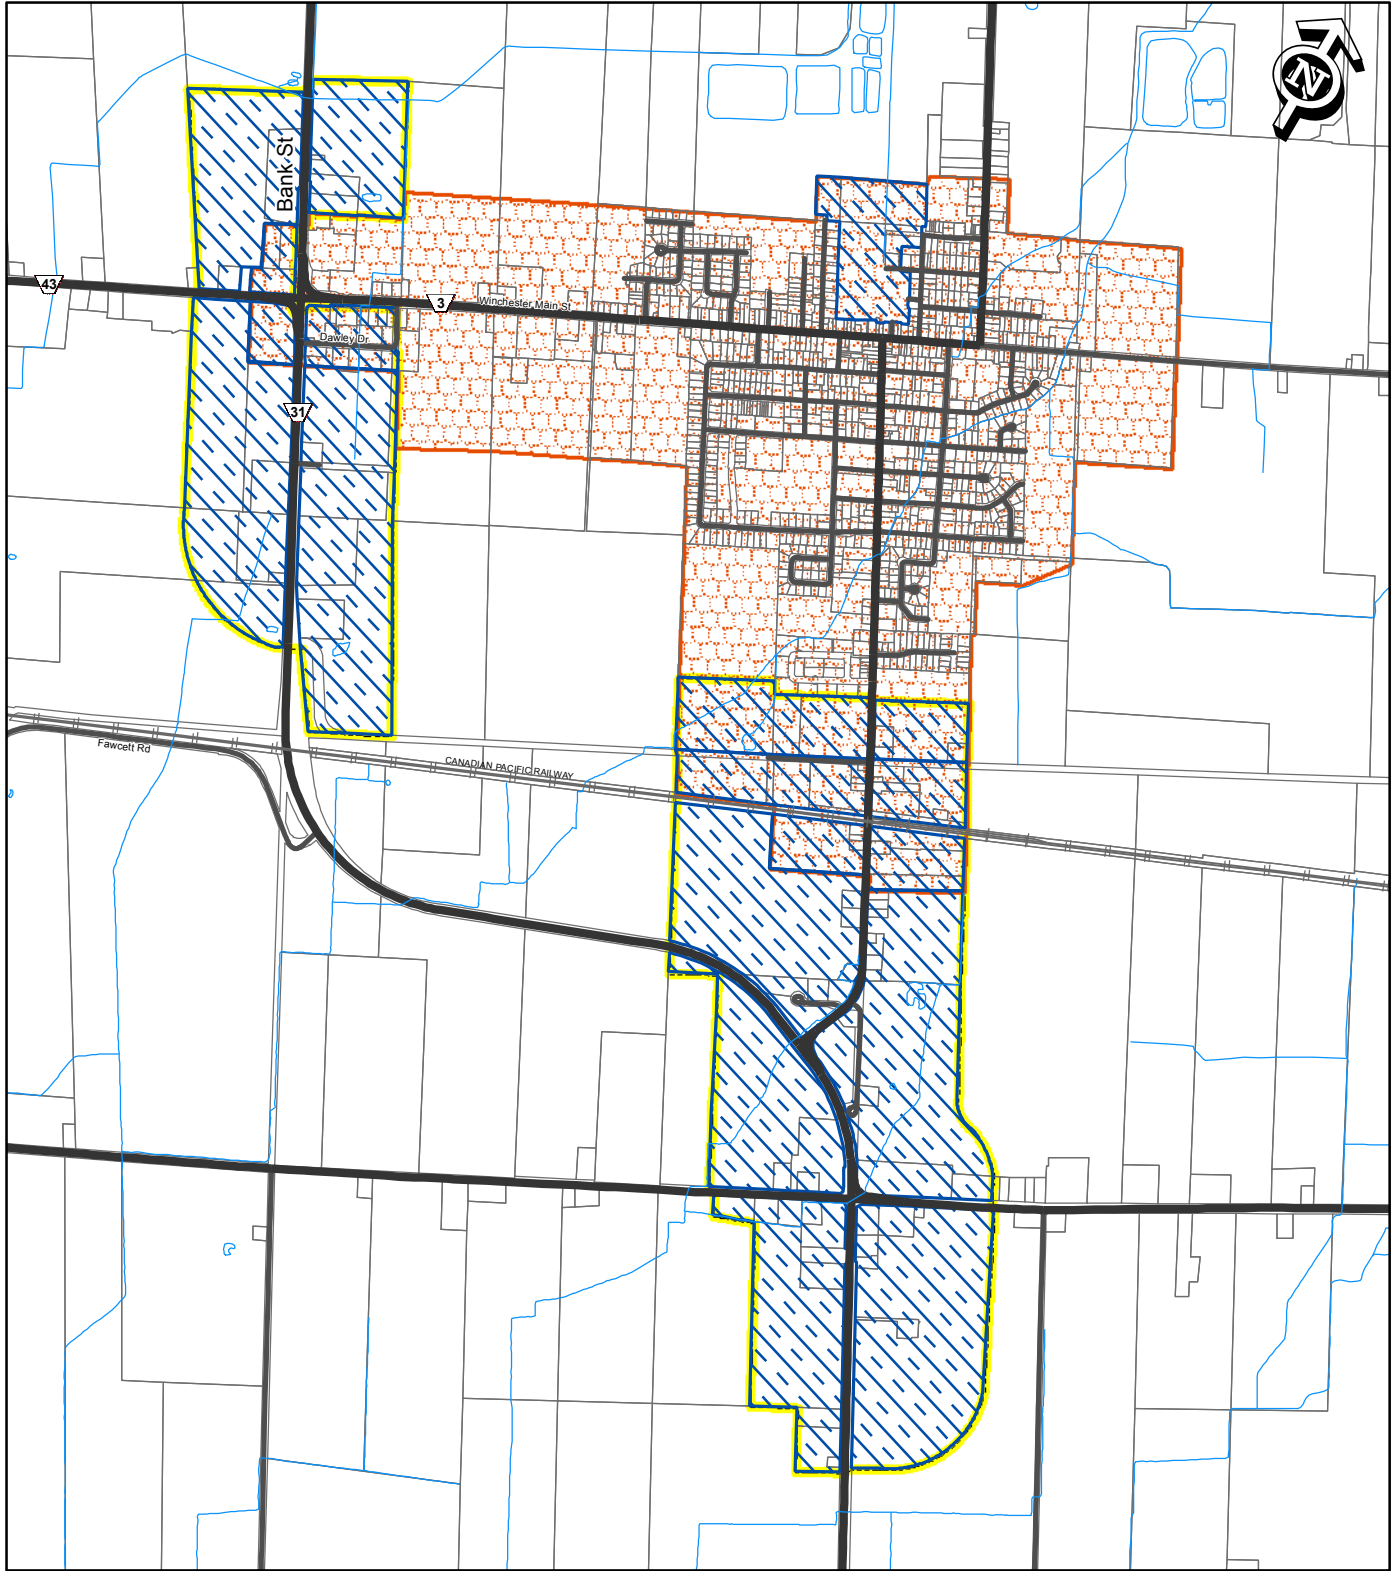 N
Bank St
43
3
Winchester Main St
Dawley Dr
31
Fawcett Rd
CANADIAN PACIFIC RAILWAY